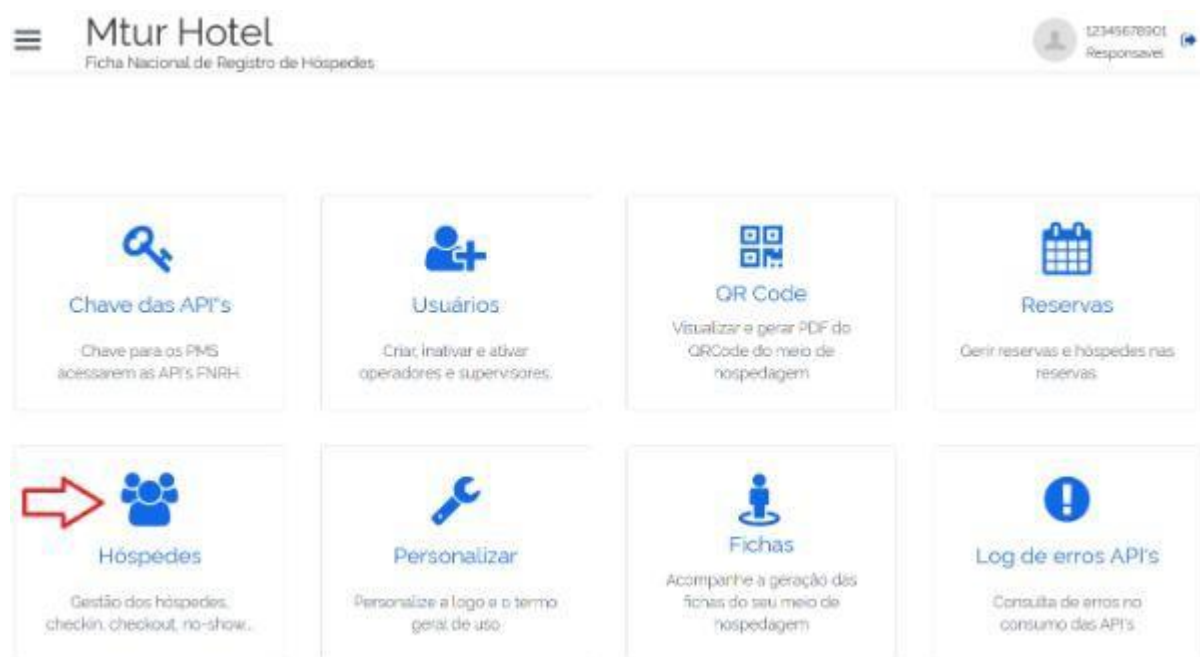 Mtur Hotel
Ficha Nacional de Registro de Hóspedes
12345678901
Responsavel
Chave das API's
Chave para os PMS
acessarem as API's FNRH.
Usuários
Criar, inativar e ativar
operadores e supervisores.
QR Code
Visualizar e gerar PDF do
QRCode do meio de
hospedagem
Reservas
Gerir reservas e hóspedes nas
reservas
Hóspedes
Gestão dos hóspedes,
checkin, checkout, no-show...
Personalizar
Personalize a logo e o termo
geral de uso
Fichas
Acompanhe a geração das
fichas do seu meio de
hospedagem
Log de erros API's
Consulta de erros no
consumo das API's